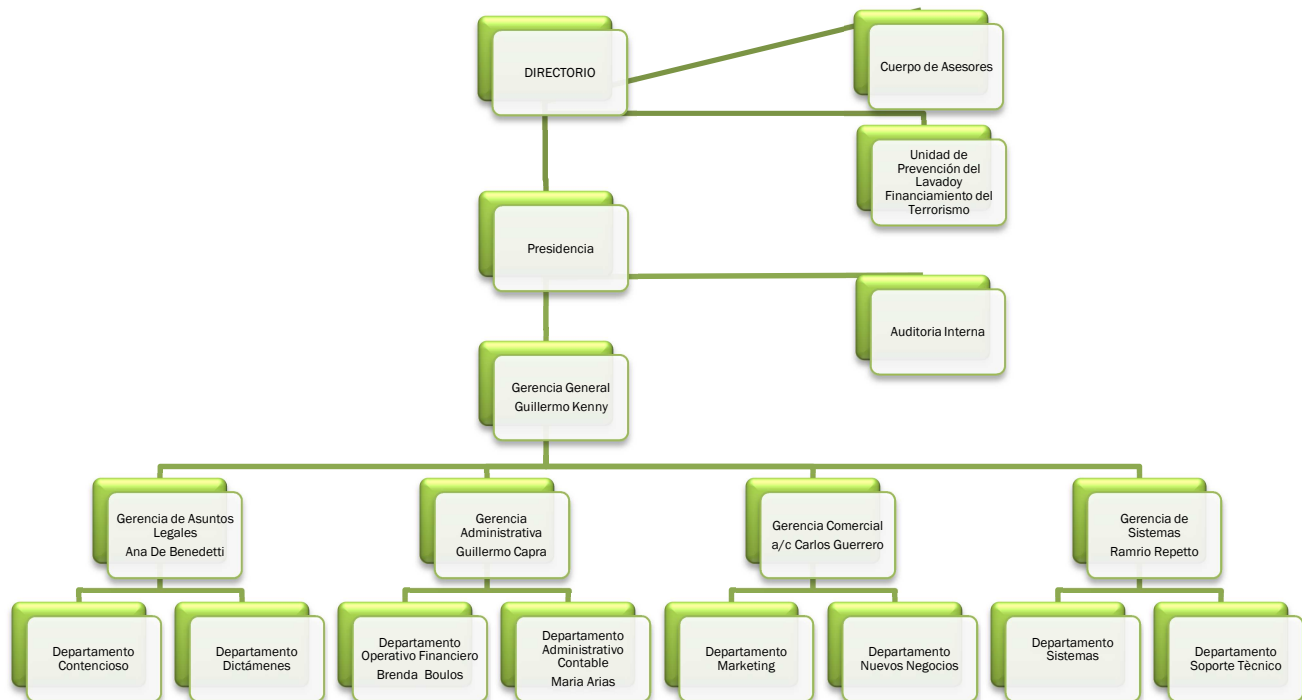 DIRECTORIO
Cuerpo de Asesores
Unidad de
Prevención del
Lavadoy
Financiamiento del
Terrorismo
Presidencia
Auditoria Interna
Gerencia General
Guillermo Kenny
Gerencia de Asuntos
Legales
Ana De Benedetti
Gerencia
Administrativa
Guillermo Capra
Gerencia Comercial
a/c Carlos Guerrero
Gerencia de
Sistemas
Ramrio Repetto
Departamento
Contencioso
Departamento
Dictámenes
Departamento
Operativo Financiero
Brenda Boulos
Departamento
Administrativo
Contable
Maria Arias
Departamento
Marketing
Departamento
Nuevos Negocios
Departamento
Sistemas
Departamento
Soporte Tècnico